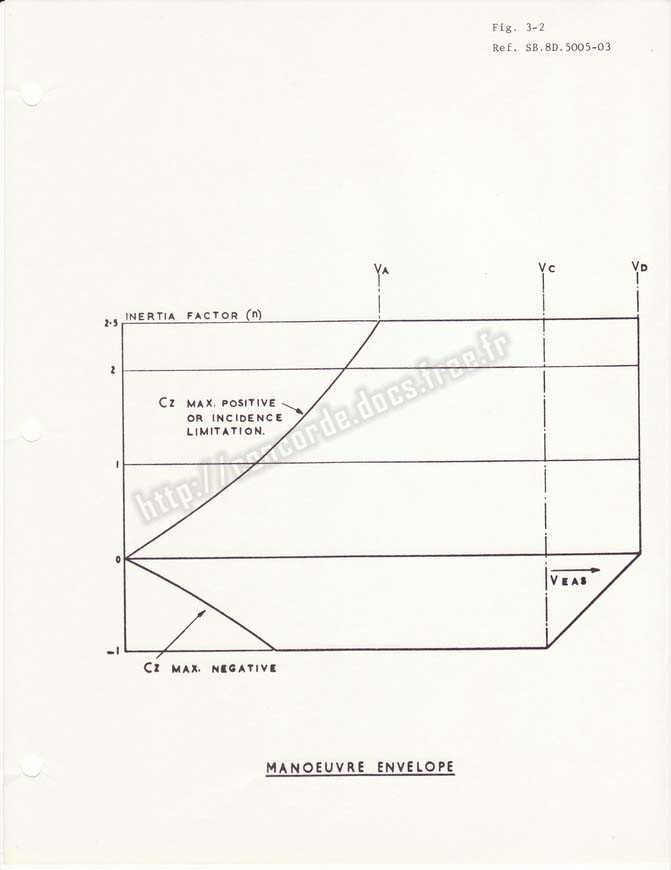 Fig. 3-2
Ref. SB.8D.5005-03
VA
VC
VD
INERTIA FACTOR (n)
2.5
2
CZ MAX. POSITIVE
OR INCIDENCE
LIMITATION.
http://concorde.docs.free.fr
1
0
VEAS
-1
CZ MAX. NEGATIVE
MANOEUVRE ENVELOPE